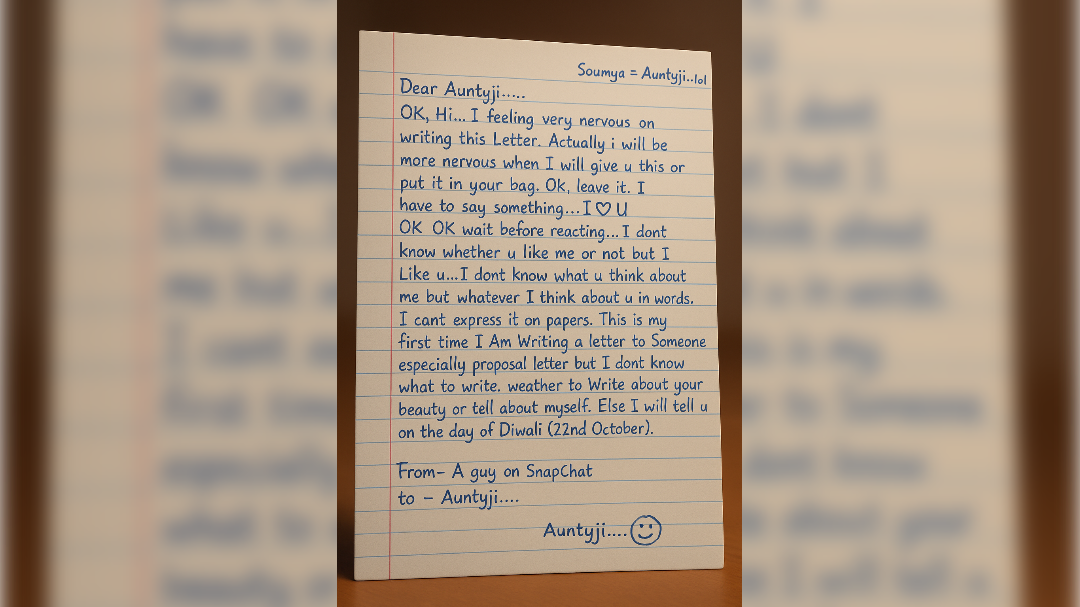 Soumya = Auntyji..lol
Dear Auntyji.....
OK, Hi... I feeling very nervous on
writing this Letter. Actually i will be
more nervous when I will give u this or
put it in your bag. Ok, leave it. I
have to say something...I ♡ U
OK OK wait before reacting...I dont
know whether u like me or not but I
Like u...I dont know what u think about
me but whatever I think about u in words.
I cant express it on papers. This is my
first time I Am Writing a letter to Someone
especially proposal letter but I dont know
what to write. weather to Write about your
beauty or tell about myself. Else I will tell u
on the day of Diwali (22nd October).
From- A guy on SnapChat
to - Auntyji....
Auntyji....☺